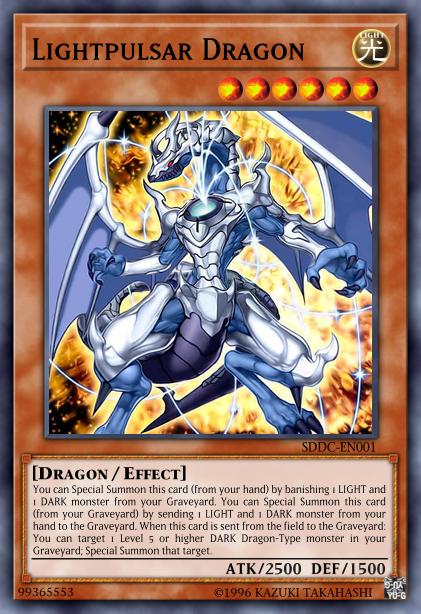 Lightpulsar Dragon
LIGHT
光
SDDC-EN001
[Dragon / Effect]
You can Special Summon this card (from your hand) by banishing 1 LIGHT and
1 DARK monster from your Graveyard. You can Special Summon this card
(from your Graveyard) by sending 1 LIGHT and 1 DARK monster from your
hand to the Graveyard. When this card is sent from the field to the Graveyard:
You can target 1 Level 5 or higher DARK Dragon-Type monster in your
Graveyard; Special Summon that target.
ATK/2500 DEF/1500
99365553
©1996 KAZUKI TAKAHASHI